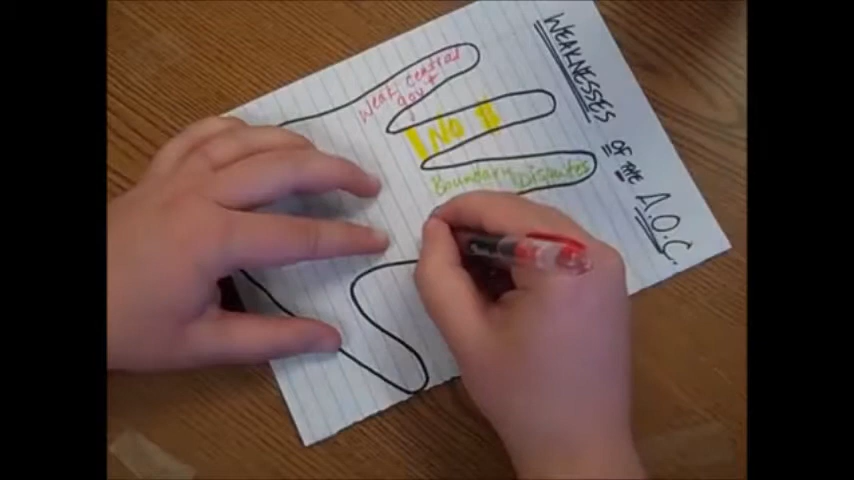 WEAKNESSES OF THE A.O.C.
Weak central
gov't
! No $
Boundary Disputes